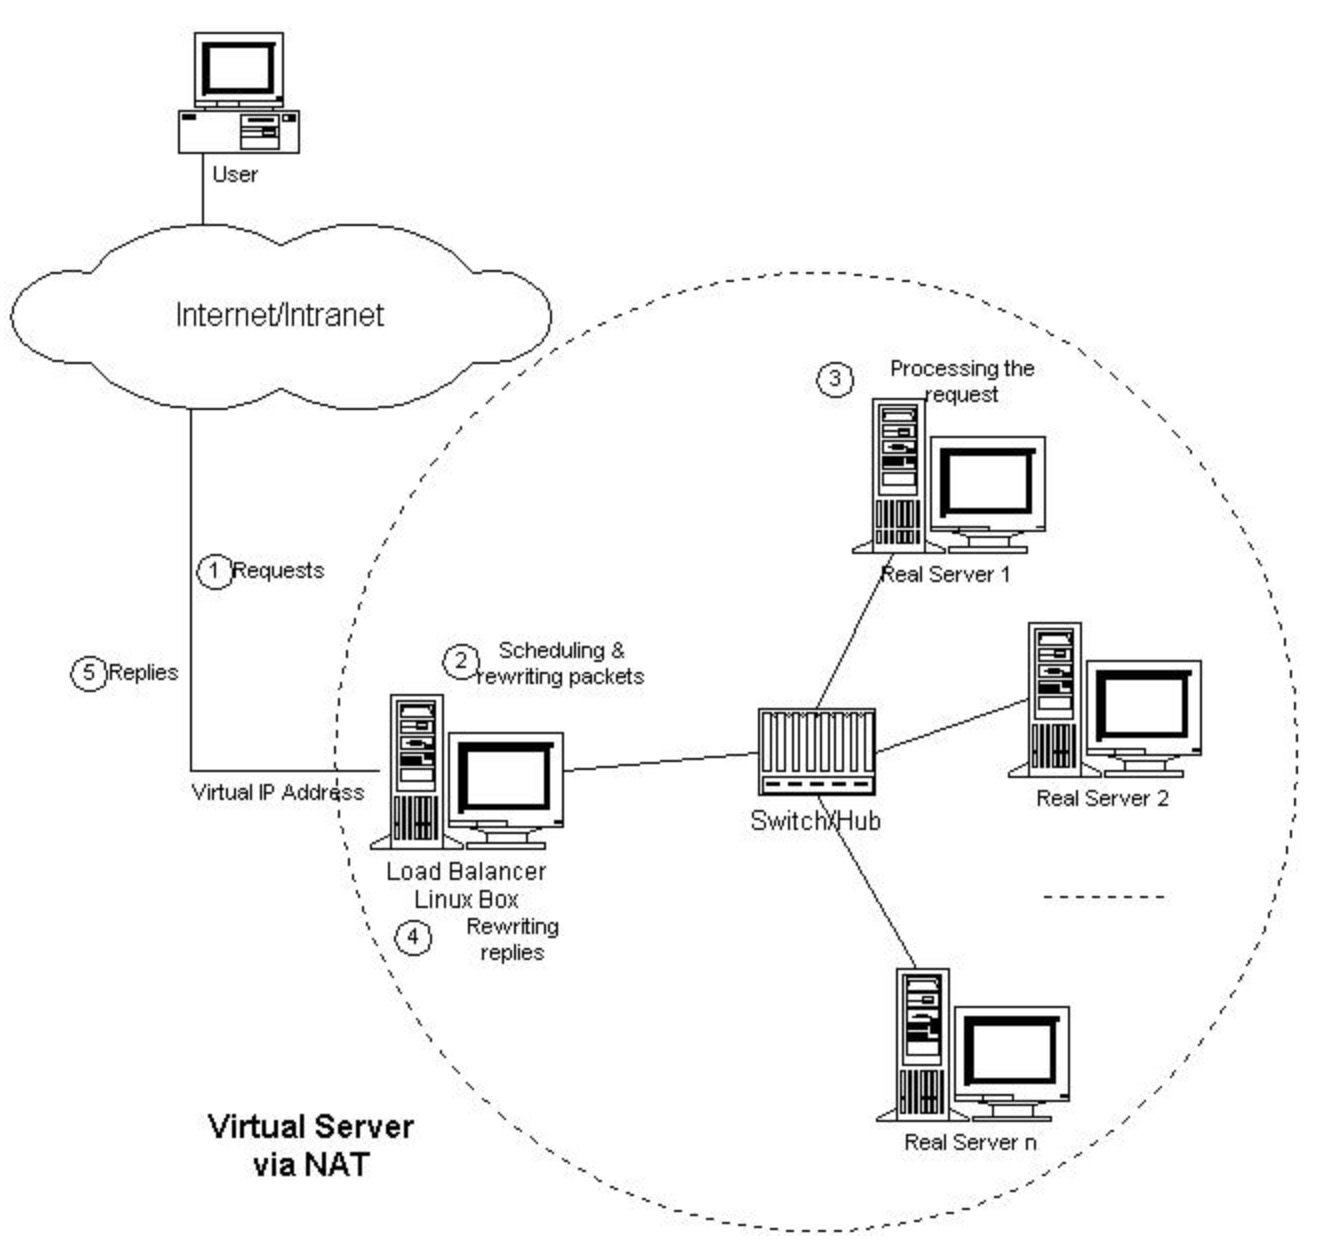 User
Internet/Intranet
3
Processing the
request
1
Requests
Real Server 1
2
Scheduling &
rewriting packets
5
Replies
Virtual IP Address
Switch/Hub
Real Server 2
Load Balancer
Linux Box
4
Rewriting
replies
Real Server n
Virtual Server
via NAT